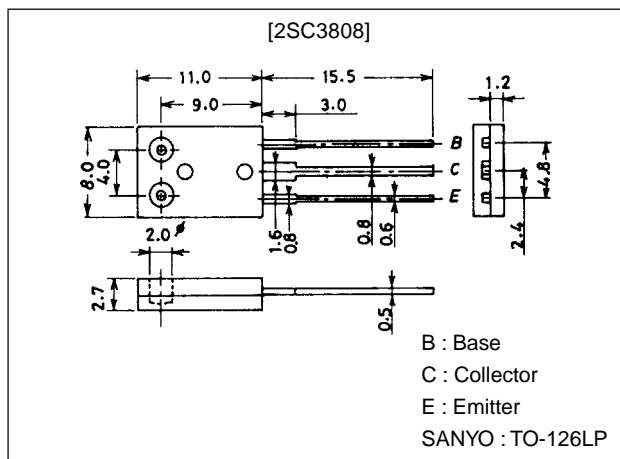 [2SC3808]
11.0
15.5
9.0
3.0
1.2
8.0
4.0
B
C
E
4.8
2.4
2.0 ø
1.6
0.8
0.8
0.6
2.7
0.5
B : Base
C : Collector
E : Emitter
SANYO : TO-126LP